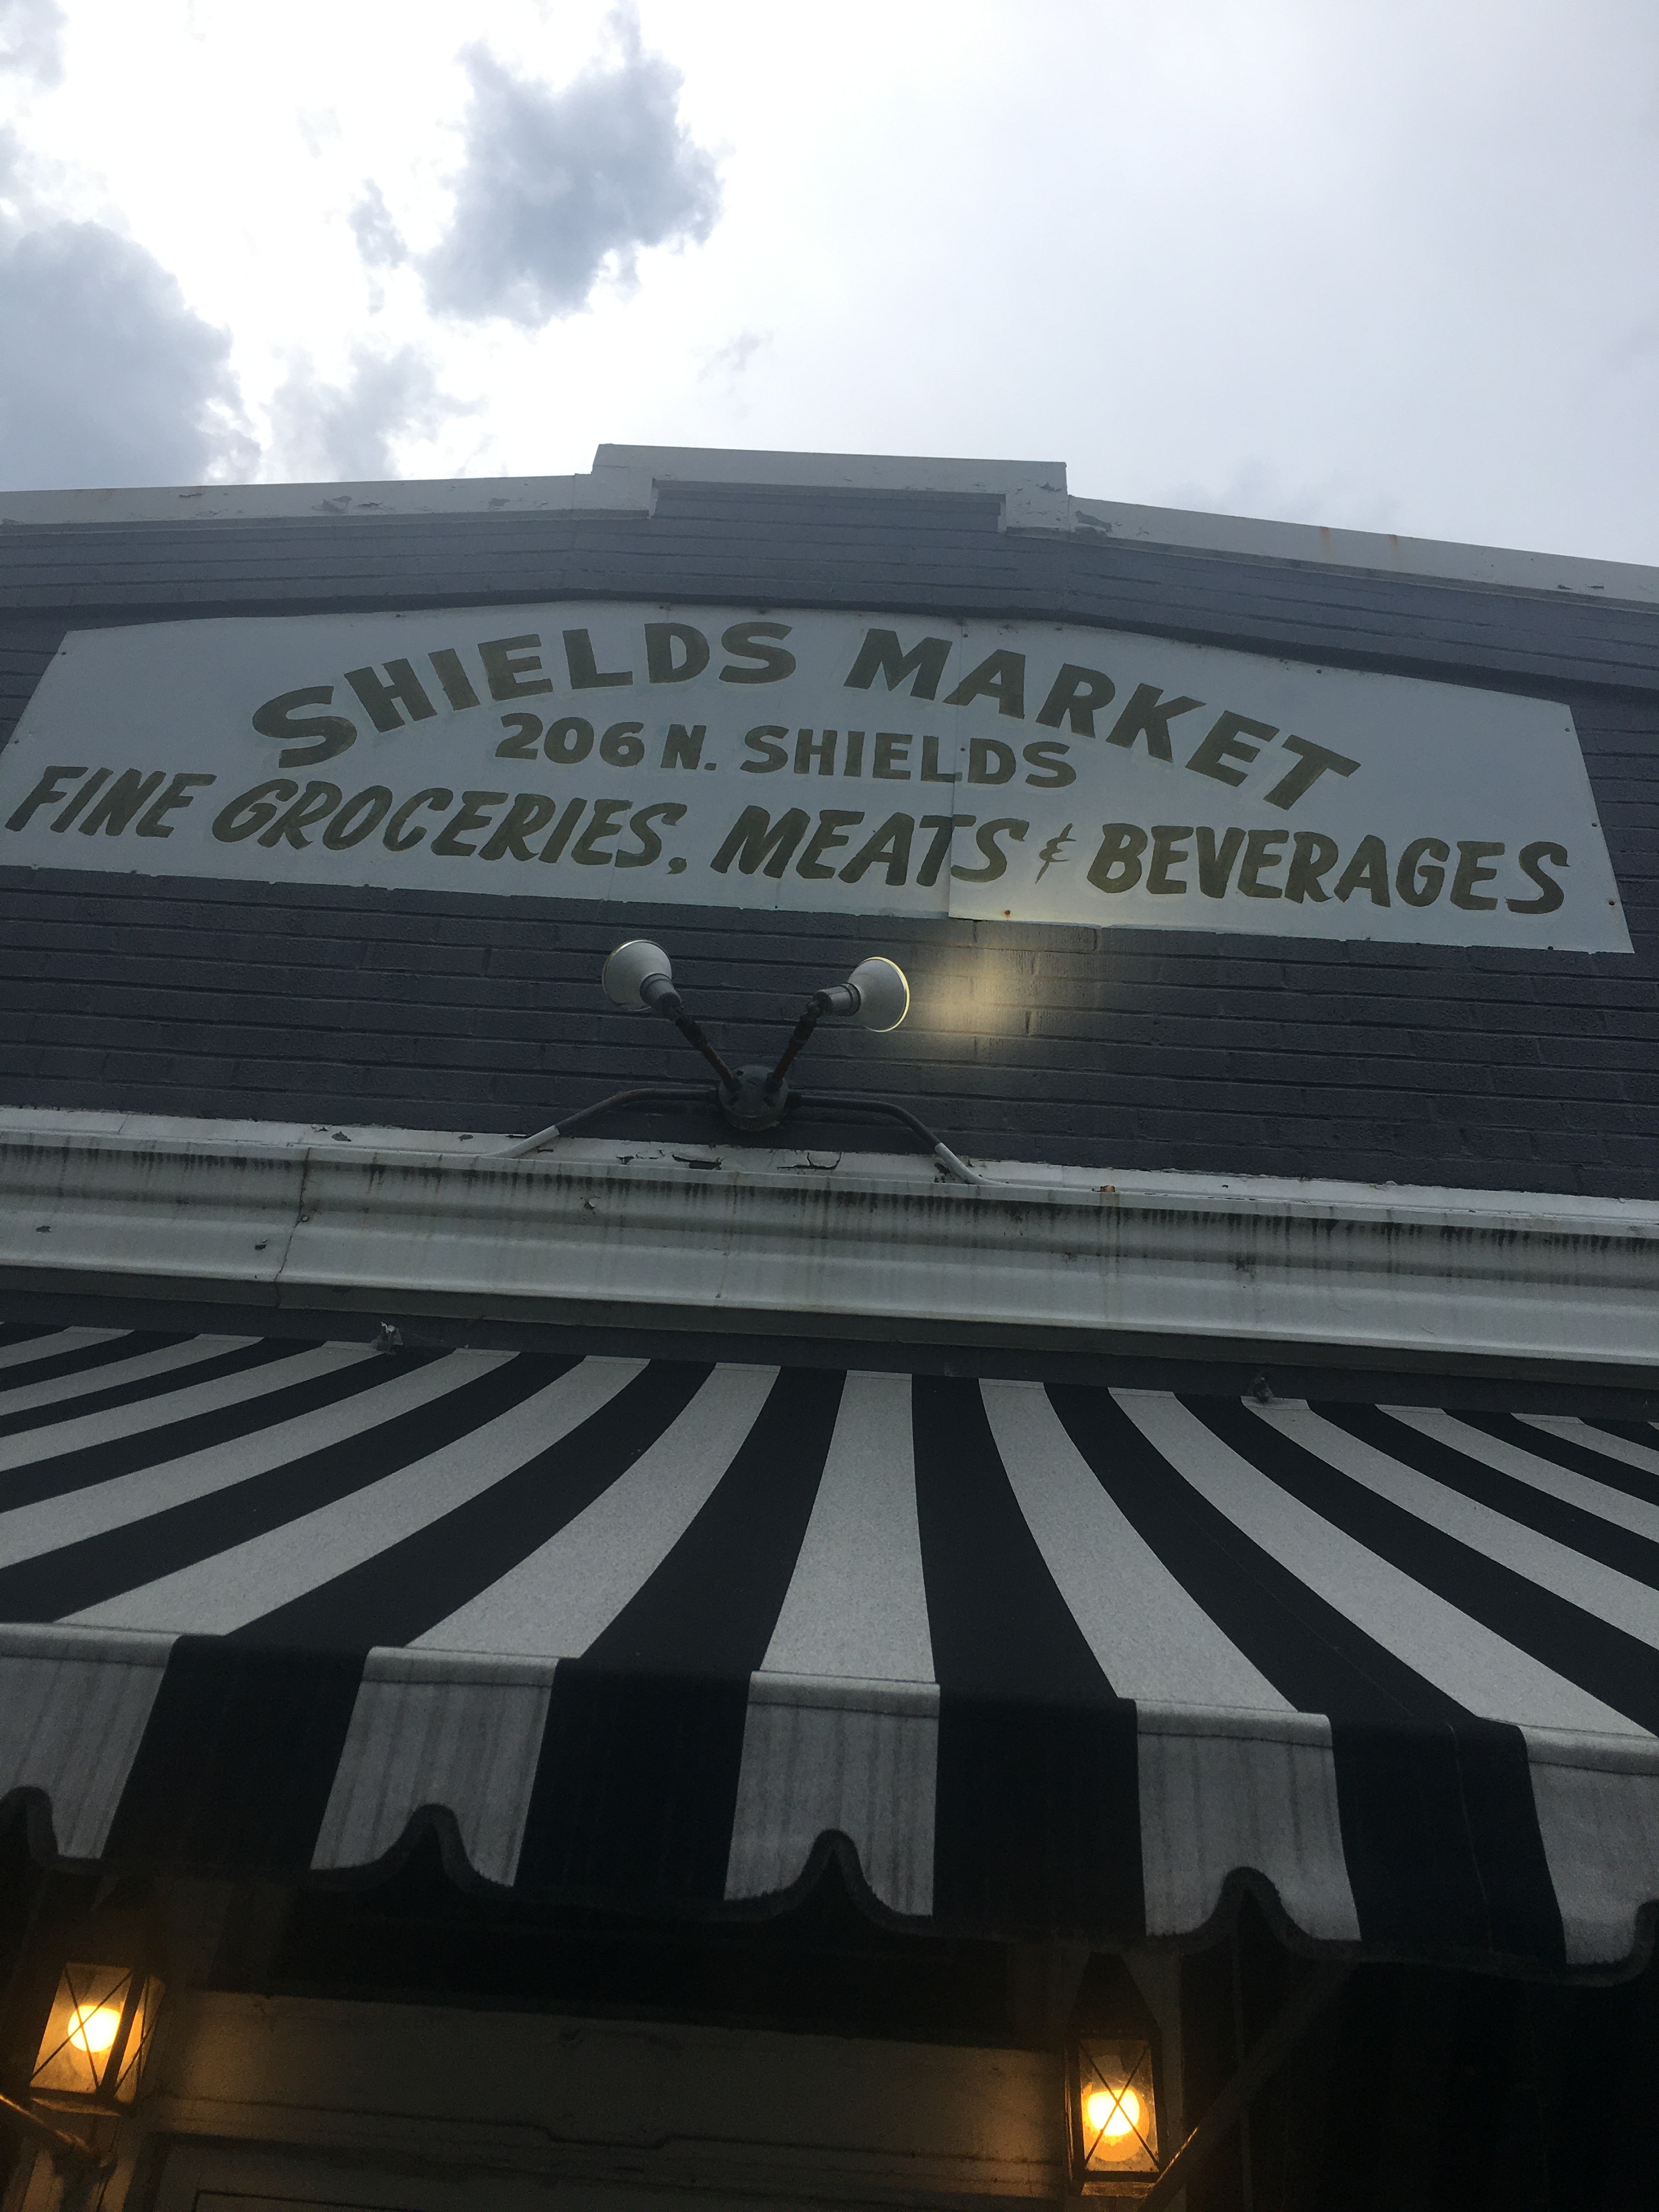 SHIELDS MARKET
206 N. SHIELDS
FINE GROCERIES, MEATS & BEVERAGES